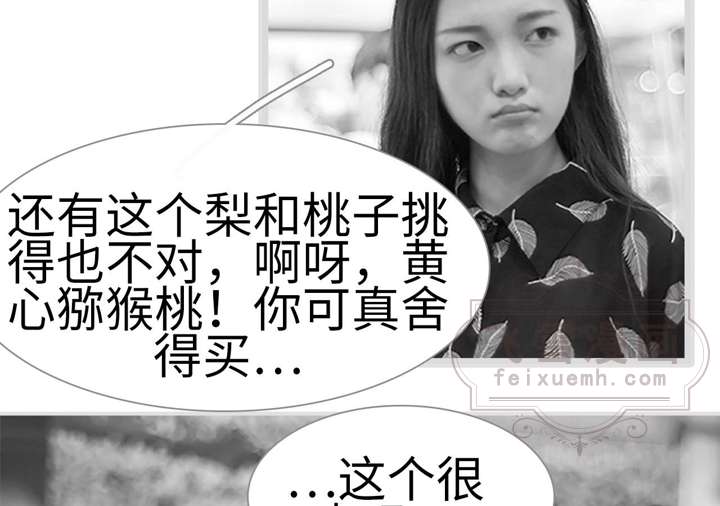 还有这个梨和桃子挑
得也不对，啊呀，黄
心猕猴桃！你可真舍
得买...
feixuemh.com
...这个很